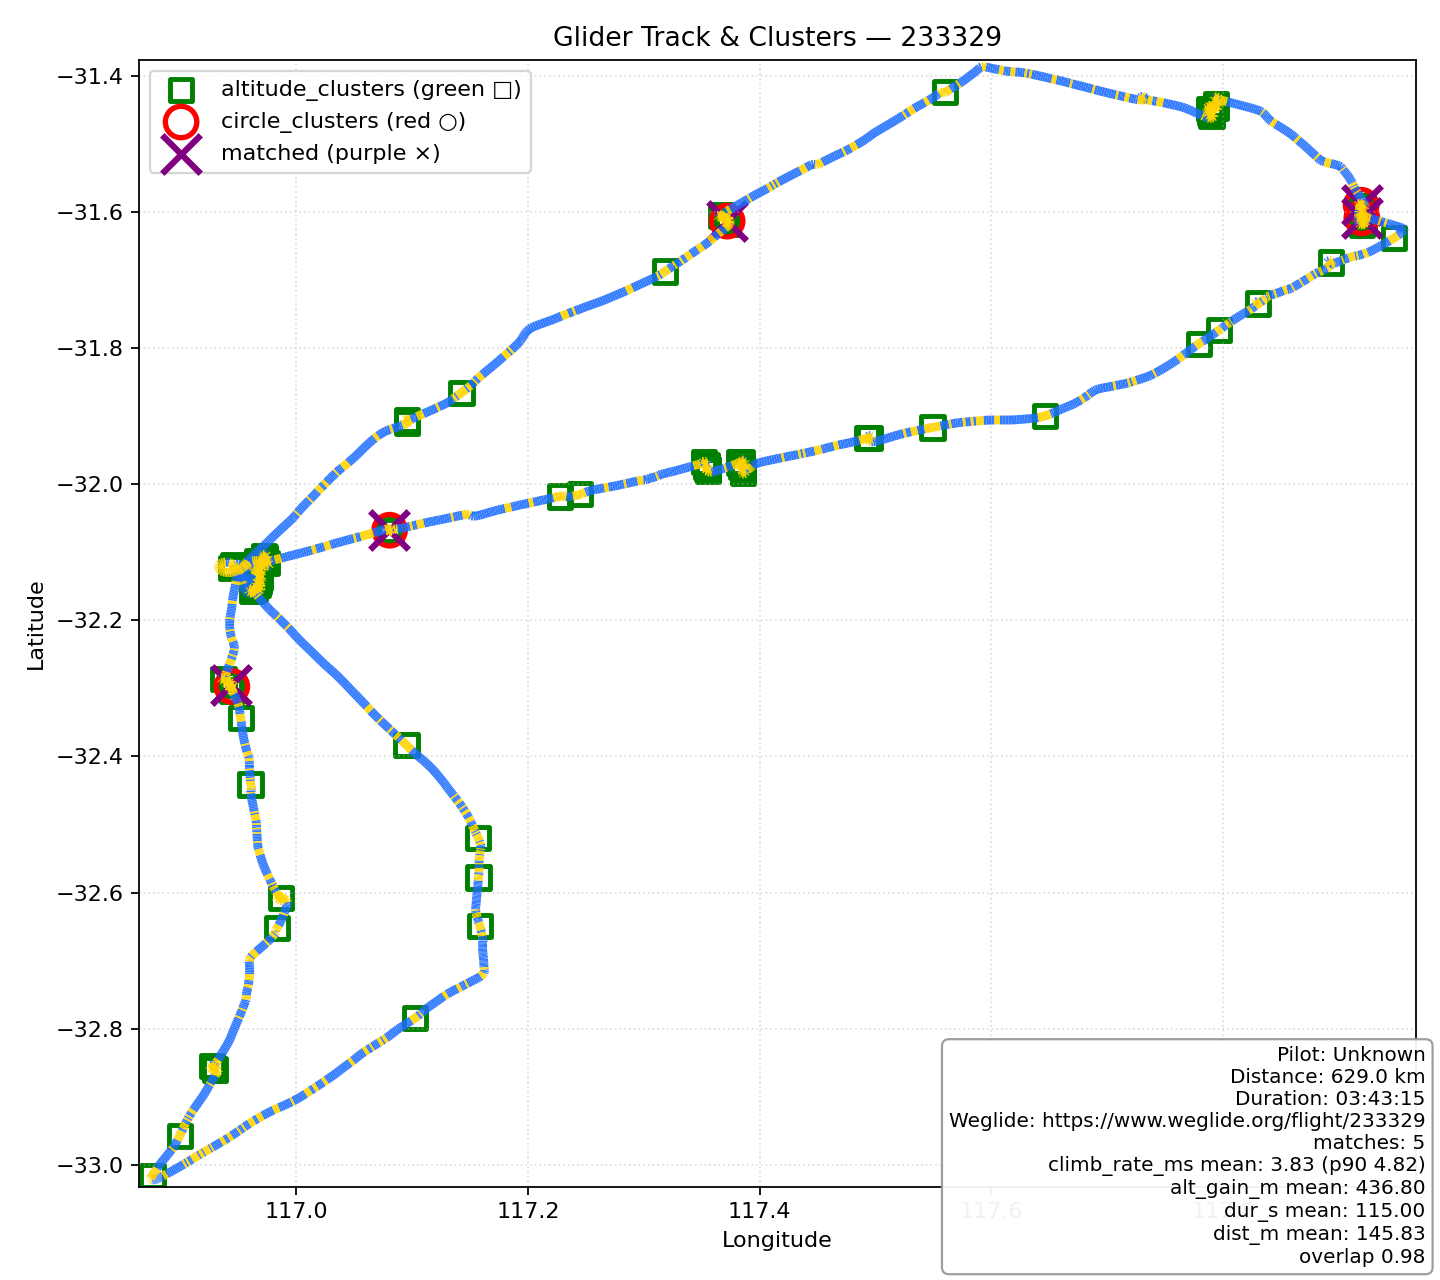 Glider Track & Clusters — 233329
altitude_clusters (green □)
circle_clusters (red ○)
matched (purple ×)
−31.4
−31.6
−31.8
−32.0
−32.2
−32.4
−32.6
−32.8
−33.0
Latitude
117.0
117.2
117.4
117.6
Longitude
Pilot: Unknown
Distance: 629.0 km
Duration: 03:43:15
Weglide: https://www.weglide.org/flight/233329
matches: 5
climb_rate_ms mean: 3.83 (p90 4.82)
alt_gain_m mean: 436.80
dur_s mean: 115.00
dist_m mean: 145.83
overlap 0.98